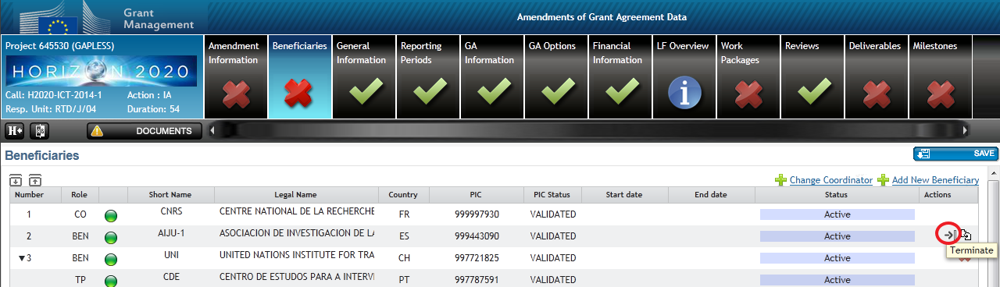 Grant
Management
Amendments of Grant Agreement Data
Project 645530 (GAPLESS)
HORIZON 2020
Call: H2020-ICT-2014-1 Action : IA
Resp. Unit: RTD/J/04 Duration: 54
Amendment
Information
Beneficiaries
General
Information
Reporting
Periods
GA
Information
GA Options
Financial
Information
LF Overview
Work
Packages
Reviews
Deliverables
Milestones
DOCUMENTS
Beneficiaries
SAVE
Change Coordinator Add New Beneficiary
Number Role Short Name Legal Name Country PIC PIC Status Start date End date Status Actions
1 CO CNRS CENTRE NATIONAL DE LA RECHERCHE FR 999997930 VALIDATED Active
2 BEN AIJU-1 ASOCIACION DE INVESTIGACION DE LA ES 999443090 VALIDATED Active
Terminate
3 BEN UNI UNITED NATIONS INSTITUTE FOR TRA CH 997721825 VALIDATED Active
TP CDE CENTRO DE ESTUDOS PARA A INTERV PT 997787591 VALIDATED Active